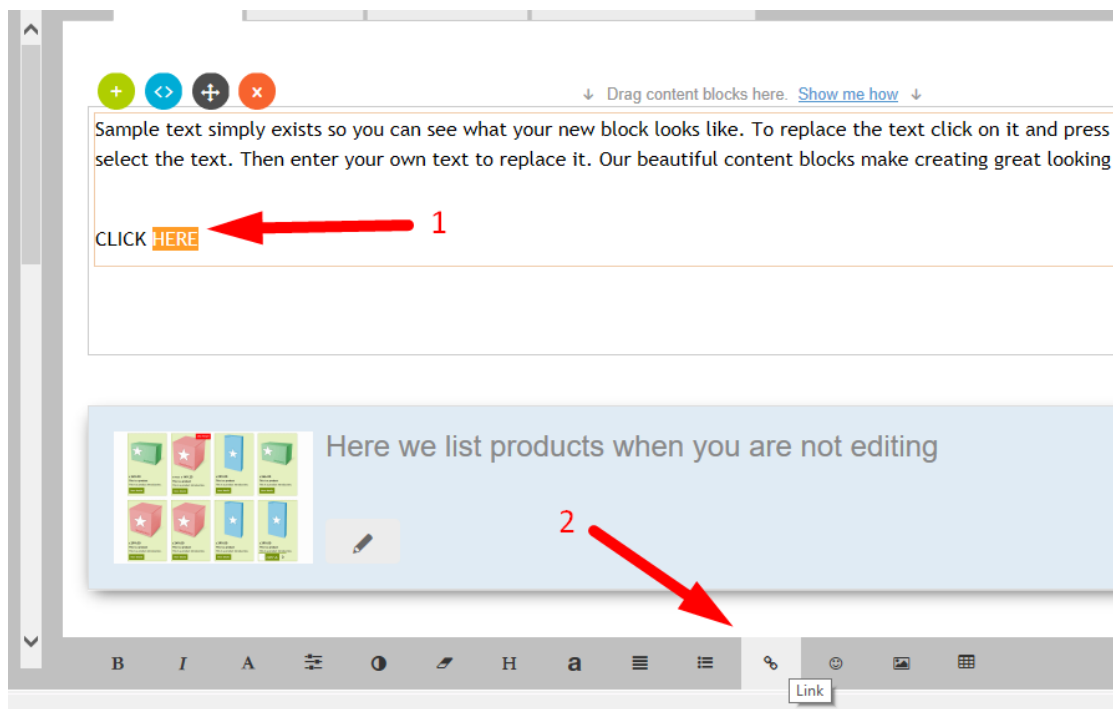 ↓ Drag content blocks here. Show me how ↓
Sample text simply exists so you can see what your new block looks like. To replace the text click on it and press
select the text. Then enter your own text to replace it. Our beautiful content blocks make creating great looking
1
CLICK HERE
Here we list products when you are not editing
2
B I A H a
Link